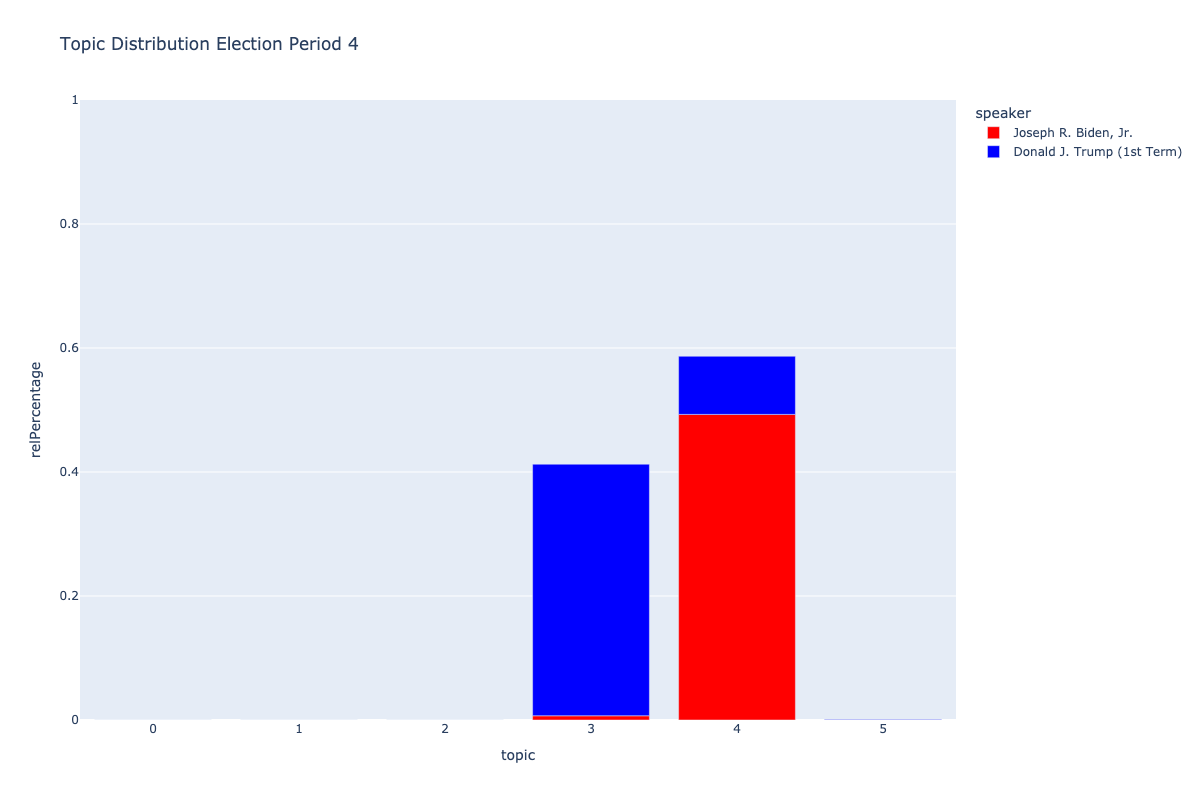 Topic Distribution Election Period 4
speaker
Joseph R. Biden, Jr.
Donald J. Trump (1st Term)
relPercentage
1
0.8
0.6
0.4
0.2
0
0 1 2 3 4 5
topic